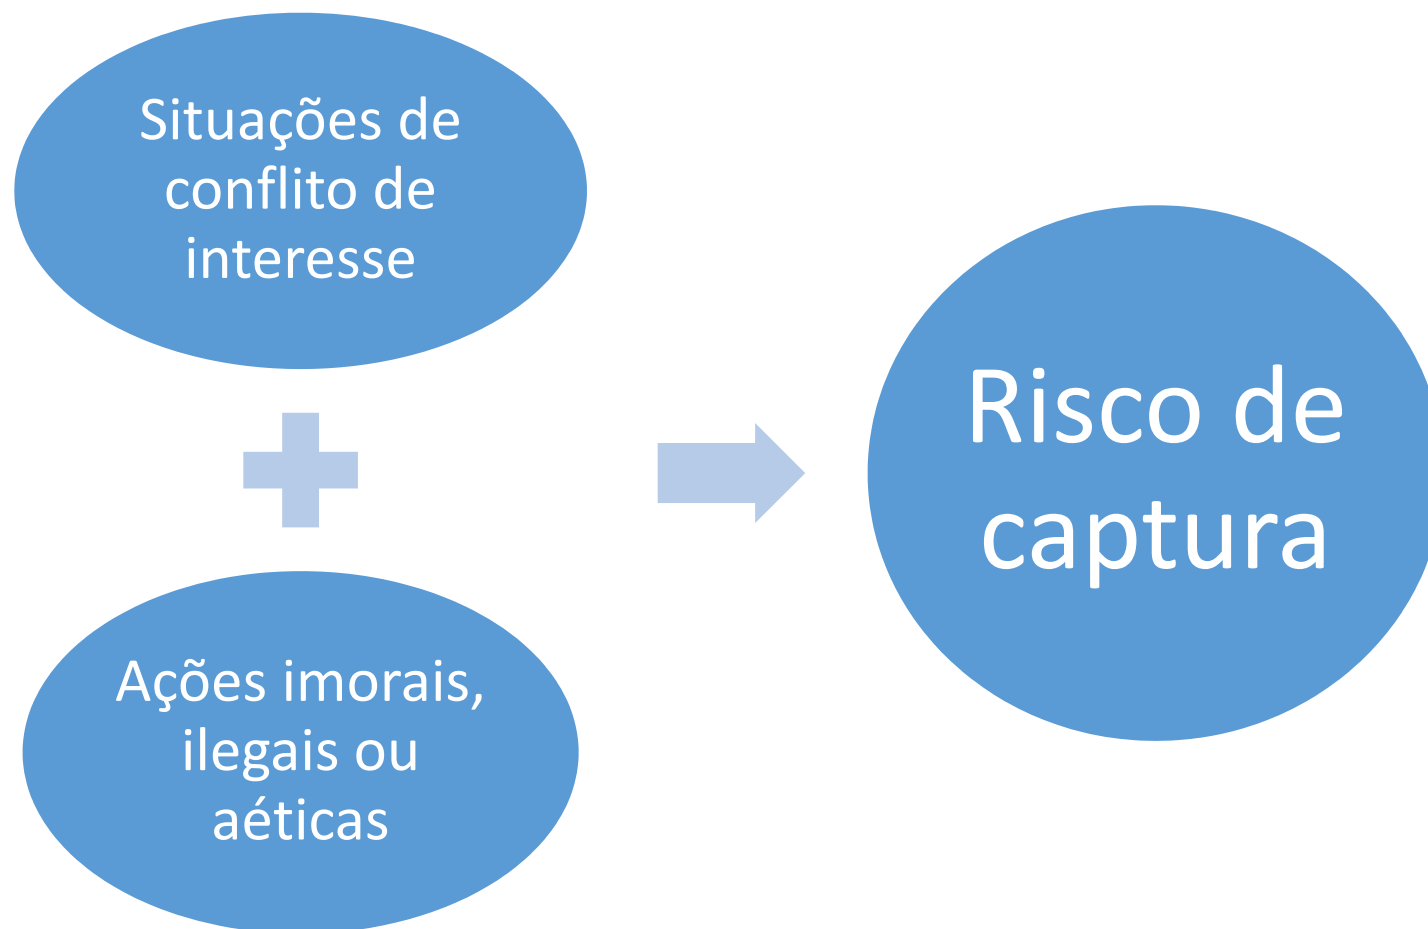 Situações de
conflito de
interesse
Ações imorais,
ilegais ou
aéticas
Risco de
captura